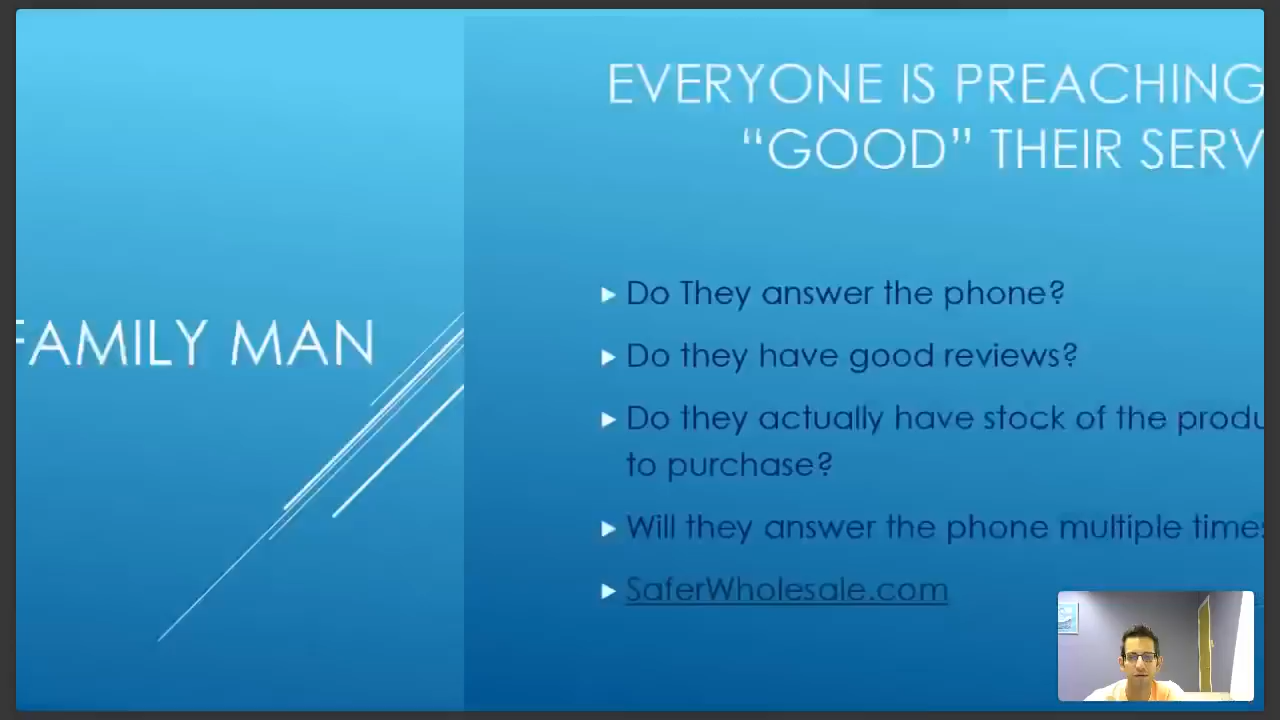 FAMILY MAN
EVERYONE IS PREACHING
“GOOD” THEIR SERV
Do They answer the phone?
Do they have good reviews?
Do they actually have stock of the produ
to purchase?
Will they answer the phone multiple times
SaferWholesale.com